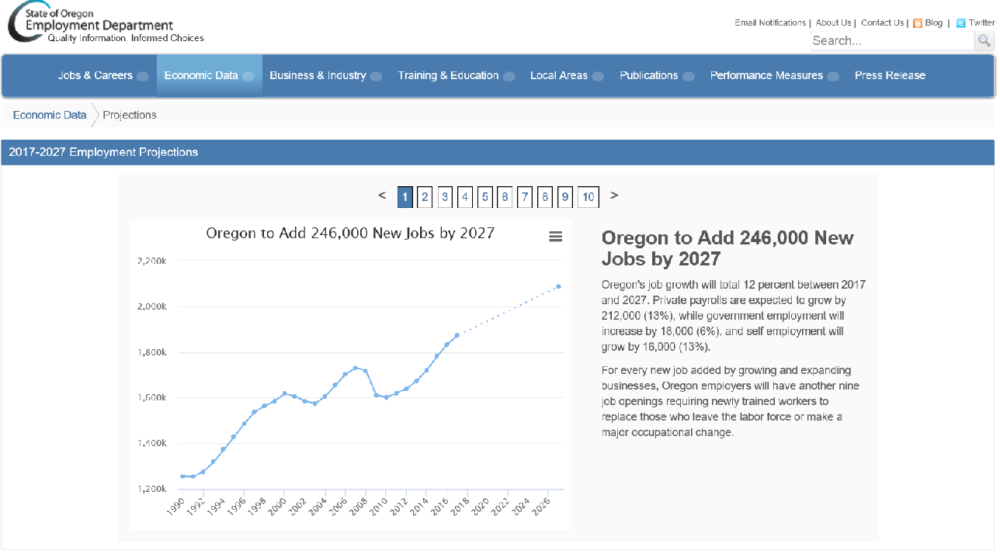 State of Oregon
Employment Department
Quality Information, Informed Choices
Email Notifications | About Us | Contact Us | Blog | Twitter
Search...
Jobs & Careers Economic Data Business & Industry Training & Education Local Areas Publications Performance Measures Press Release
Economic Data Projections
2017-2027 Employment Projections
< 1 2 3 4 5 6 7 8 9 10 >
Oregon to Add 246,000 New Jobs by 2027
2,200k
2,000k
1,800k
1,600k
1,400k
1,200k
1990 1992 1994 1996 1998 2000 2002 2004 2006 2008 2010 2012 2014 2016 2018 2020 2022 2024 2026
Oregon to Add 246,000 New
Jobs by 2027
Oregon's job growth will total 12 percent between 2017
and 2027. Private payrolls are expected to grow by
212,000 (13%), while government employment will
increase by 18,000 (6%), and self employment will
grow by 16,000 (13%).
For every new job added by growing and expanding
businesses, Oregon employers will have another nine
job openings requiring newly trained workers to
replace those who leave the labor force or make a
major occupational change.